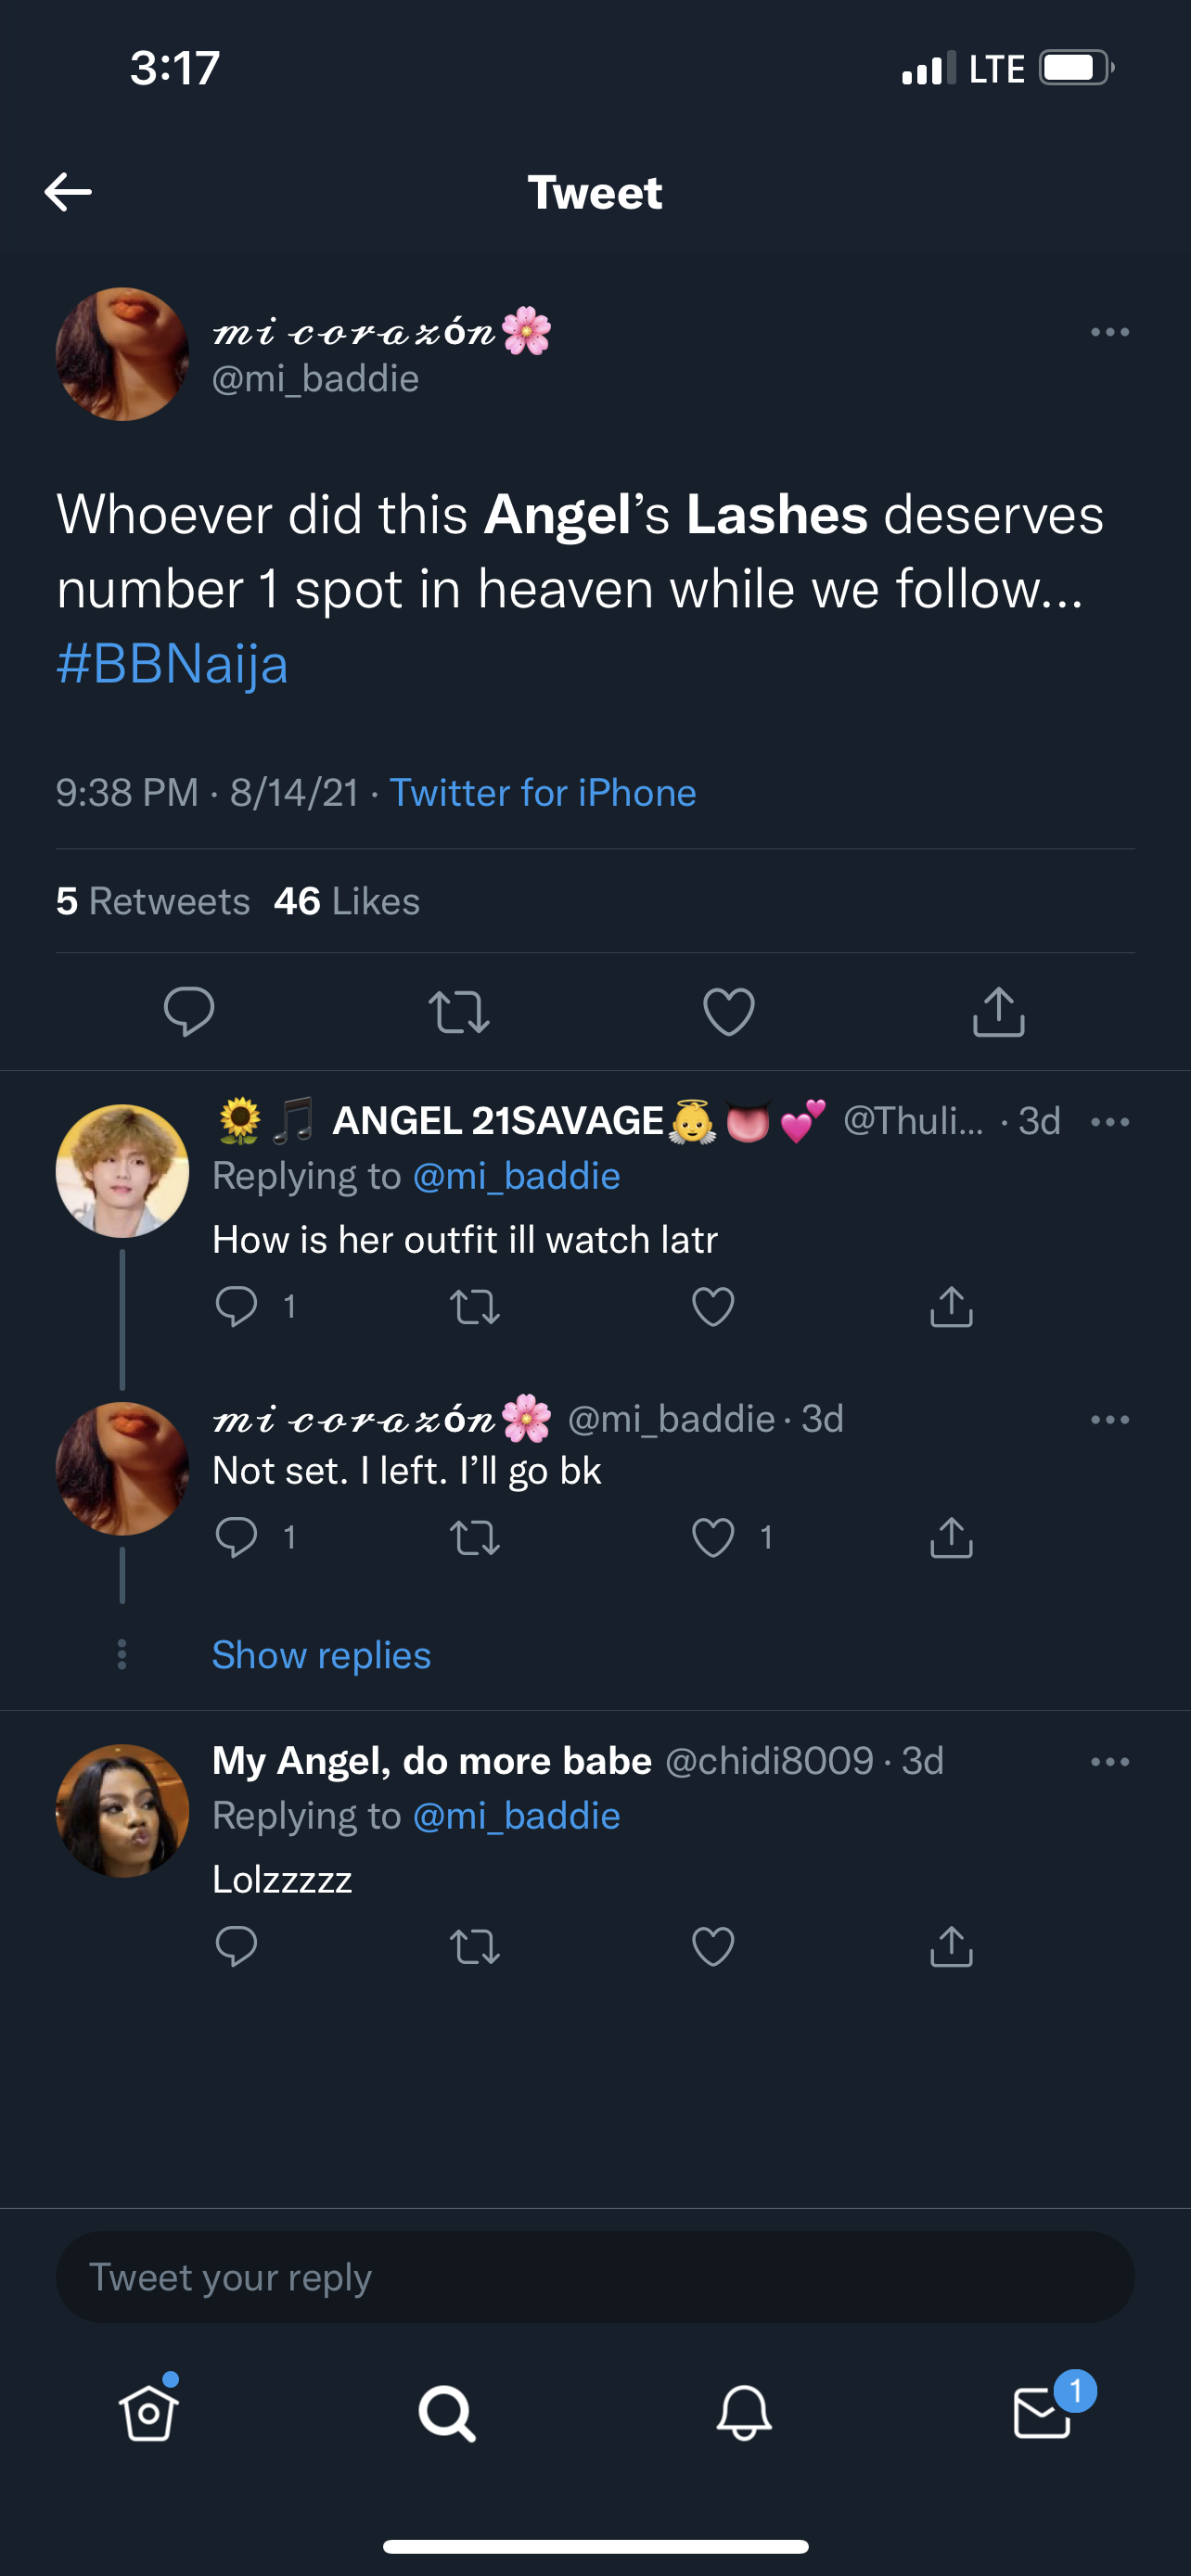 3:17 LTE
Tweet
𝓂𝒾 𝒸ℴ𝓇𝒶𝓏ó𝓃🌸
@mi_baddie
Whoever did this Angel’s Lashes deserves
number 1 spot in heaven while we follow...
#BBNaija
9:38 PM · 8/14/21 · Twitter for iPhone
5 Retweets 46 Likes
🌻🎵 ANGEL 21SAVAGE👼👅💕 @Thuli... · 3d
Replying to @mi_baddie
How is her outfit ill watch latr
1
𝓂𝒾 𝒸ℴ𝓇𝒶𝓏ó𝓃🌸 @mi_baddie · 3d
Not set. I left. I’ll go bk
1 1
Show replies
My Angel, do more babe @chidi8009 · 3d
Replying to @mi_baddie
Lolzzzzz
Tweet your reply
1